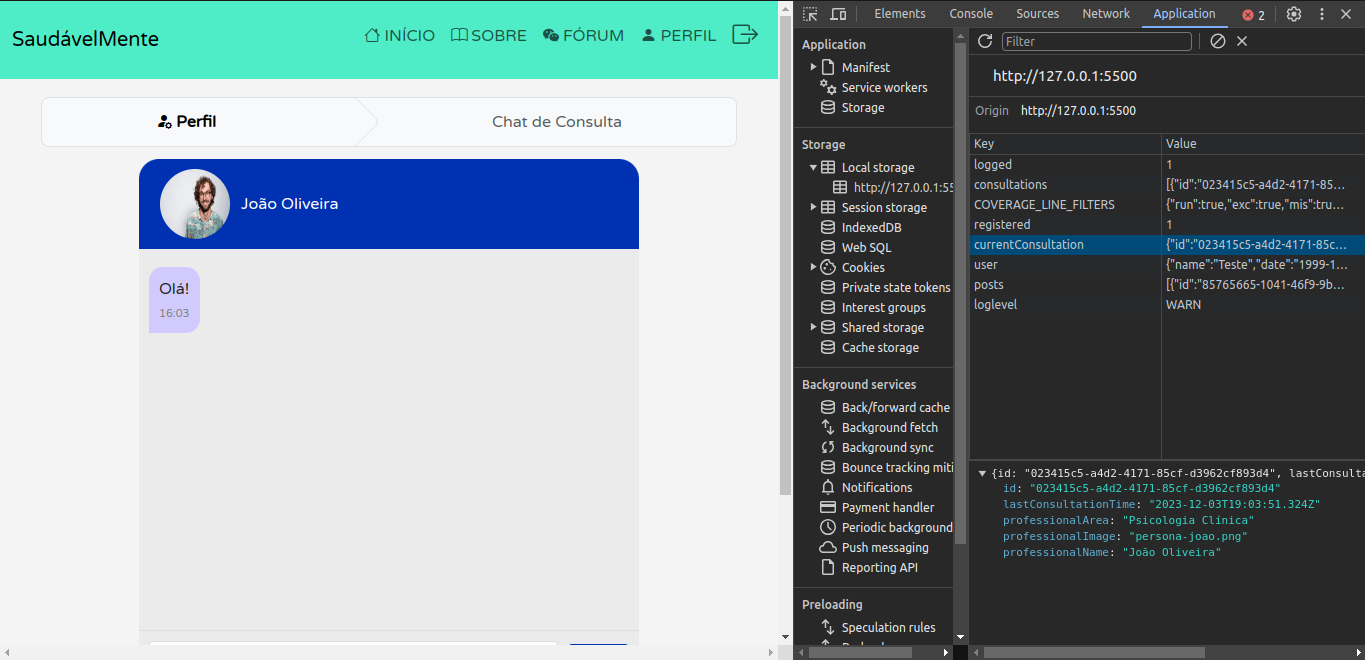 SaudávelMente
INÍCIO SOBRE FÓRUM PERFIL
Perfil
Chat de Consulta
João Oliveira
Olá!
16:03
Elements Console Sources Network Application 2
Application
Manifest
Service workers
Storage
Storage
Local storage
http://127.0.0.1:55
Session storage
IndexedDB
Web SQL
Cookies
Private state tokens
Interest groups
Shared storage
Cache storage
Background services
Back/forward cache
Background fetch
Background sync
Bounce tracking miti
Notifications
Payment handler
Periodic background
Push messaging
Reporting API
Preloading
Speculation rules
Filter
http://127.0.0.1:5500
Origin http://127.0.0.1:5500
Key Value
logged 1
consultations [{"id":"023415c5-a4d2-4171-85...
COVERAGE_LINE_FILTERS {"run":true,"exc":true,"mis":tru...
registered 1
currentConsultation {"id":"023415c5-a4d2-4171-85c...
user {"name":"Teste","date":"1999-1...
posts [{"id":"85765665-1041-46f9-9b...
loglevel WARN
{id: "023415c5-a4d2-4171-85cf-d3962cf893d4", lastConsulta
id: "023415c5-a4d2-4171-85cf-d3962cf893d4"
lastConsultationTime: "2023-12-03T19:03:51.324Z"
professionalArea: "Psicologia Clínica"
professionalImage: "persona-joao.png"
professionalName: "João Oliveira"